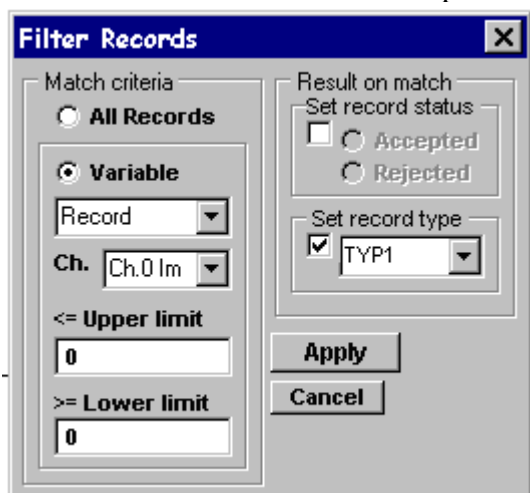 Filter Records
Match criteria
All Records
Variable
Record
Ch. Ch.0 Im
<= Upper limit
0
>= Lower limit
0
Result on match
Set record status
Accepted
Rejected
Set record type
TYP1
Apply
Cancel